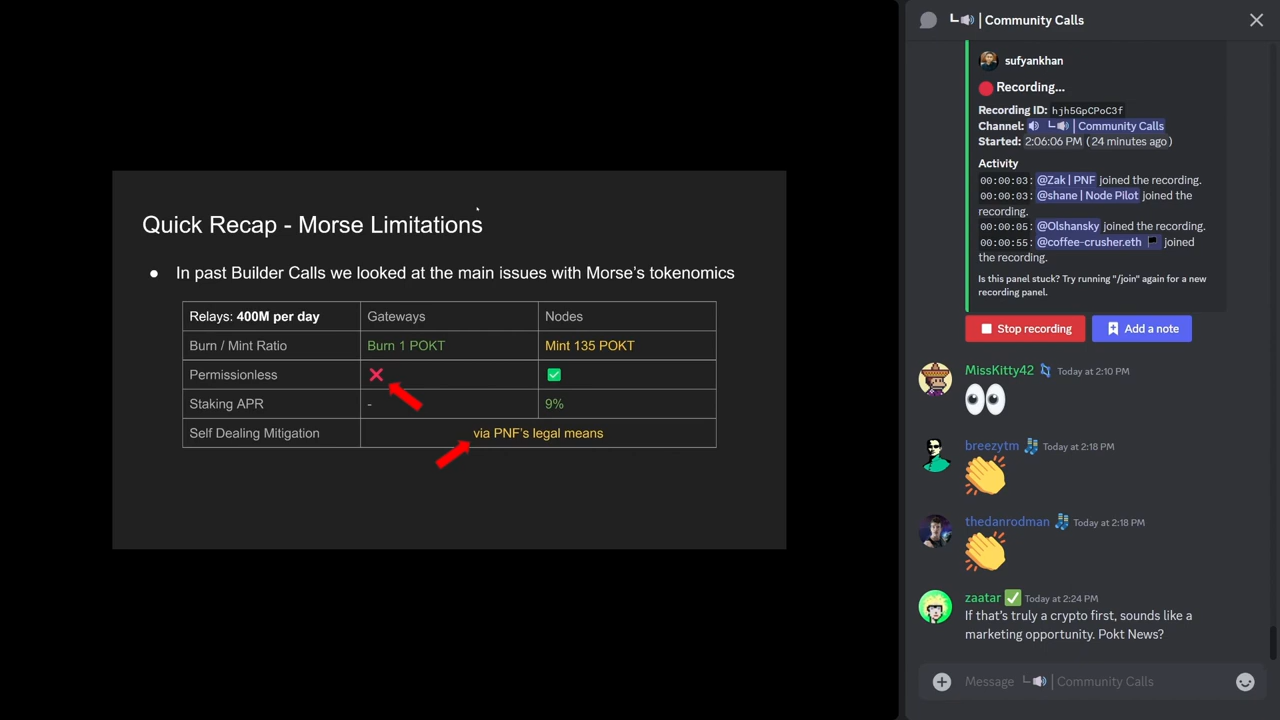 Quick Recap - Morse Limitations
● In past Builder Calls we looked at the main issues with Morse's tokenomics
Relays: 400M per day Gateways Nodes
Burn / Mint Ratio Burn 1 POKT Mint 135 POKT
Permissionless ❌ ✅
Staking APR - 9%
Self Dealing Mitigation via PNF's legal means
| Community Calls
sufyankhan
Recording...
Recording ID: hjh5GpCPoC3f
Channel: | Community Calls
Started: 2:06:06 PM (24 minutes ago)
Activity
00:00:03: @Zak | PNF joined the recording.
00:00:03: @shane | Node Pilot joined the
recording.
00:00:05: @Olshansky joined the recording.
00:00:55: @coffee-crusher.eth joined
the recording.
Is this panel stuck? Try running "/join" again for a new
recording panel.
Stop recording Add a note
MissKitty42 Today at 2:10 PM
breezytm Today at 2:18 PM
thedanrodman Today at 2:18 PM
zaatar Today at 2:24 PM
If that's truly a crypto first, sounds like a
marketing opportunity. Pokt News?
Message | Community Calls